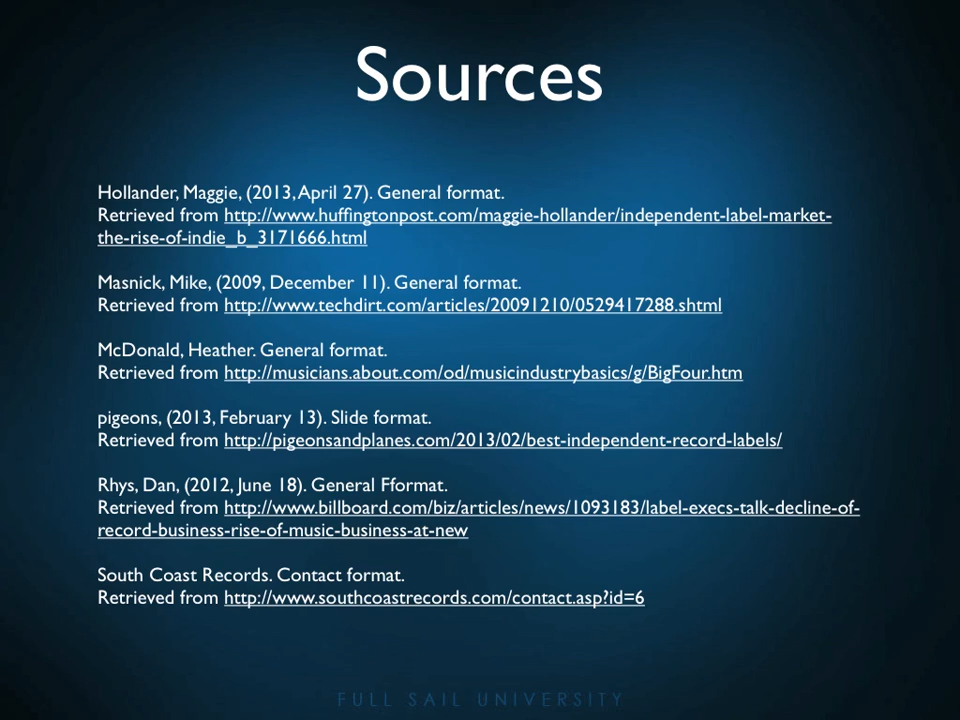 Sources
Hollander, Maggie, (2013, April 27). General format.
Retrieved from http://www.huffingtonpost.com/maggie-hollander/independent-label-market-
the-rise-of-indie_b_3171666.html
Masnick, Mike, (2009, December 11). General format.
Retrieved from http://www.techdirt.com/articles/20091210/0529417288.shtml
McDonald, Heather. General format.
Retrieved from http://musicians.about.com/od/musicindustrybasics/g/BigFour.htm
pigeons, (2013, February 13). Slide format.
Retrieved from http://pigeonsandplanes.com/2013/02/best-independent-record-labels/
Rhys, Dan, (2012, June 18). General Fformat.
Retrieved from http://www.billboard.com/biz/articles/news/1093183/label-execs-talk-decline-of-
record-business-rise-of-music-business-at-new
South Coast Records. Contact format.
Retrieved from http://www.southcoastrecords.com/contact.asp?id=6
FULL SAIL UNIVERSITY